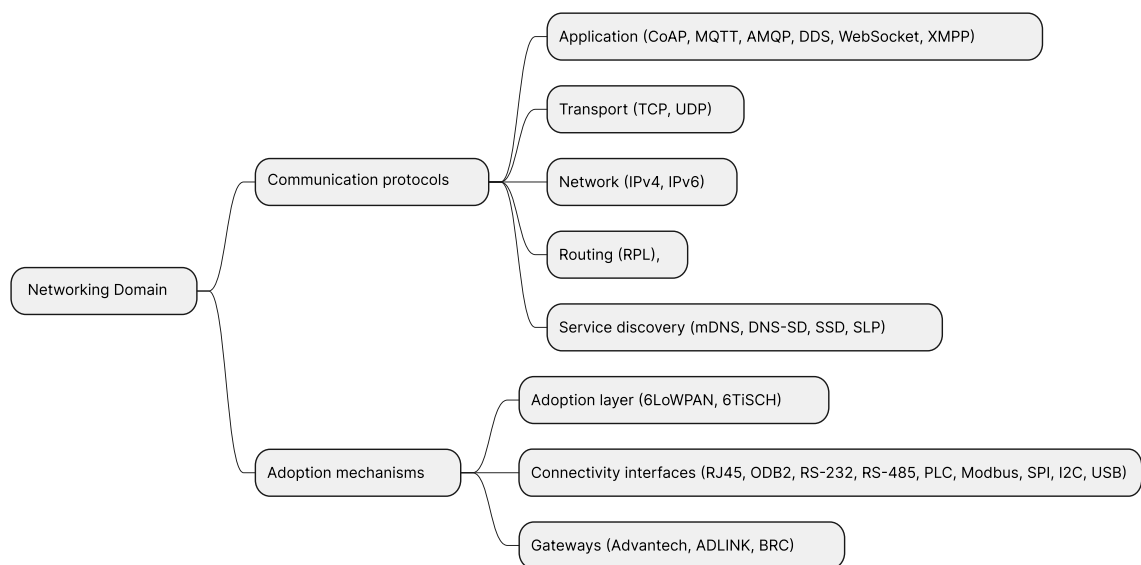 Networking Domain
Communication protocols
Application (CoAP, MQTT, AMQP, DDS, WebSocket, XMPP)
Transport (TCP, UDP)
Network (IPv4, IPv6)
Routing (RPL),
Service discovery (mDNS, DNS-SD, SSD, SLP)
Adoption mechanisms
Adoption layer (6LoWPAN, 6TiSCH)
Connectivity interfaces (RJ45, ODB2, RS-232, RS-485, PLC, Modbus, SPI, I2C, USB)
Gateways (Advantech, ADLINK, BRC)